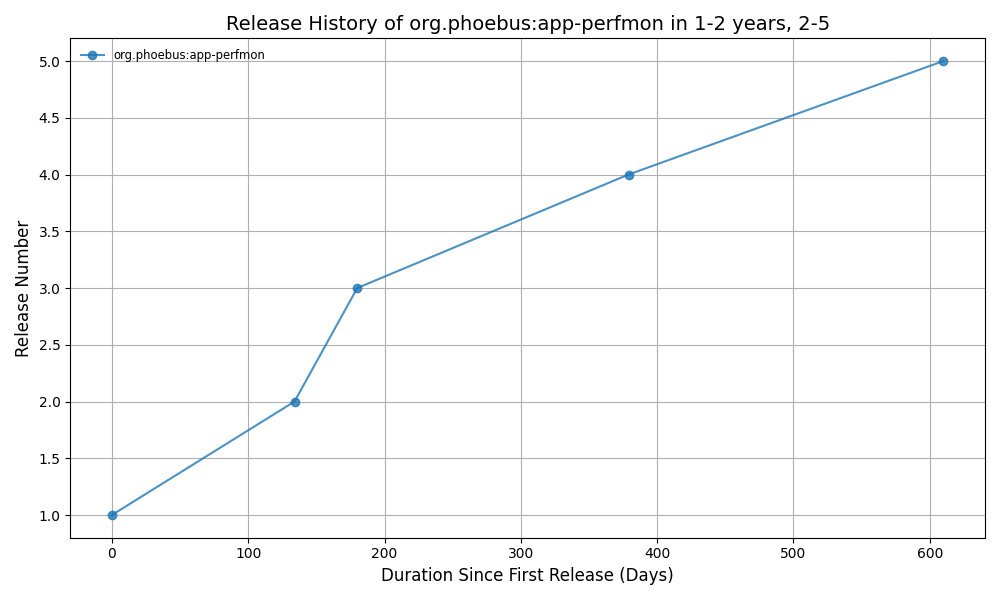 Release History of org.phoebus:app-perfmon in 1-2 years, 2-5
org.phoebus:app-perfmon
5.0
4.5
4.0
3.5
3.0
2.5
2.0
1.5
1.0
Release Number
0 100 200 300 400 500 600
Duration Since First Release (Days)